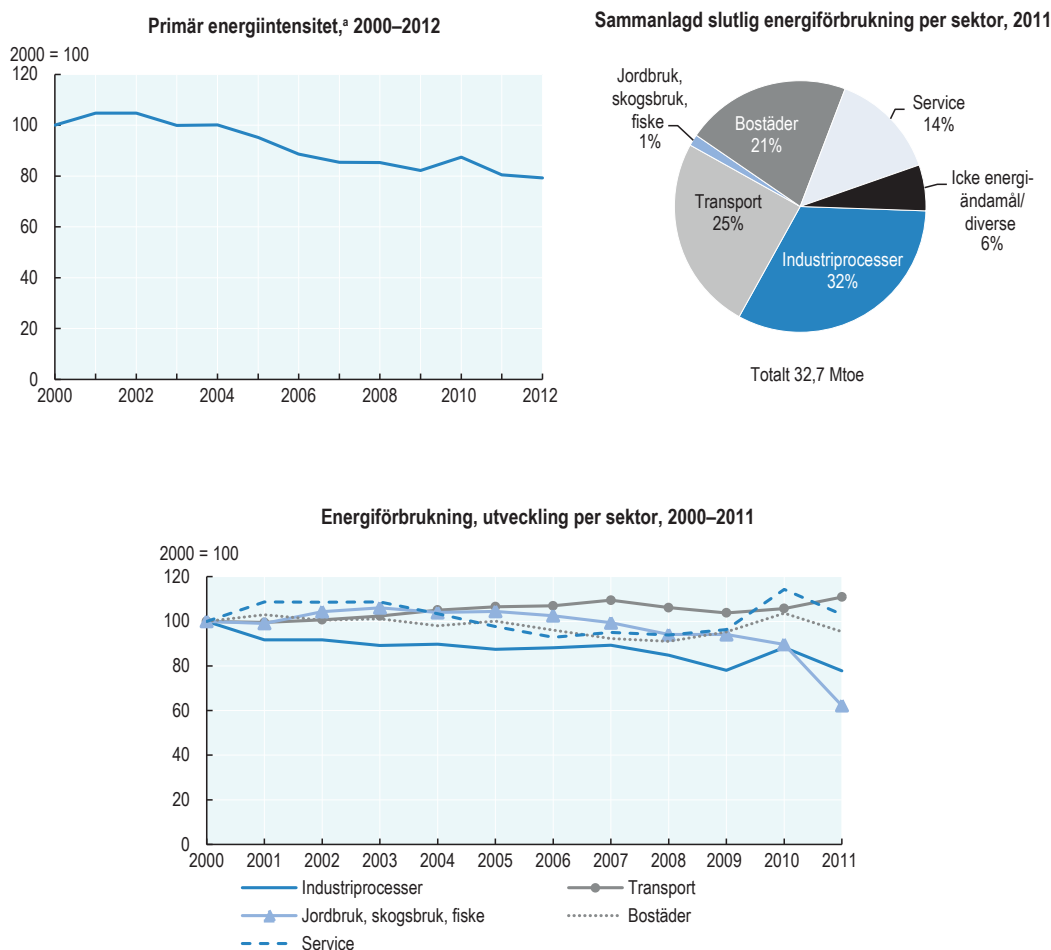 Primär energiintensitet,ᵃ 2000–2012
2000 = 100
120
100
80
60
40
20
0
2000 2002 2004 2006 2008 2010 2012
Sammanlagd slutlig energiförbrukning per sektor, 2011
Jordbruk,
skogsbruk,
fiske
1%
Bostäder
21%
Service
14%
Icke energi-
ändamål/
diverse
6%
Transport
25%
Industriprocesser
32%
Totalt 32,7 Mtoe
Energiförbrukning, utveckling per sektor, 2000–2011
2000 = 100
120
100
80
60
40
20
0
2000 2001 2002 2003 2004 2005 2006 2007 2008 2009 2010 2011
Industriprocesser
Transport
Jordbruk, skogsbruk, fiske
Bostäder
Service